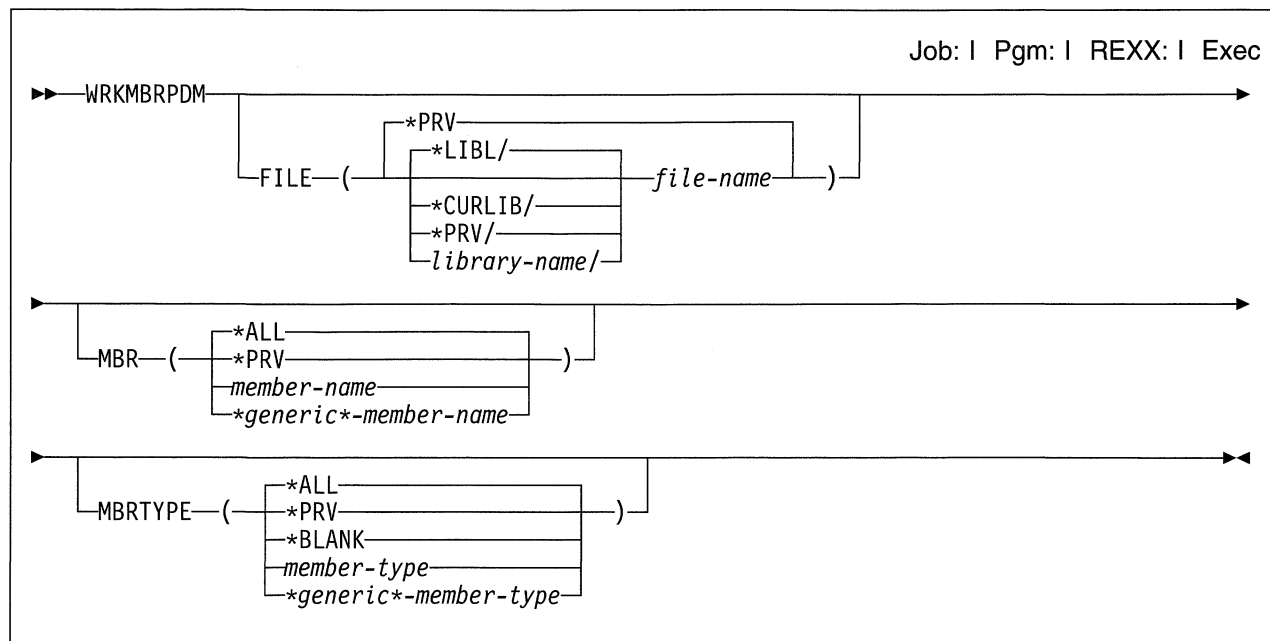 Job: I Pgm: I REXX: I Exec
WRKMBRPDM
*PRV
*LIBL/
FILE ( file-name )
*CURLIB/
*PRV/
library-name/
*ALL
MBR ( *PRV )
member-name
*generic*-member-name
*ALL
MBRTYPE ( *PRV )
*BLANK
member-type
*generic*-member-type